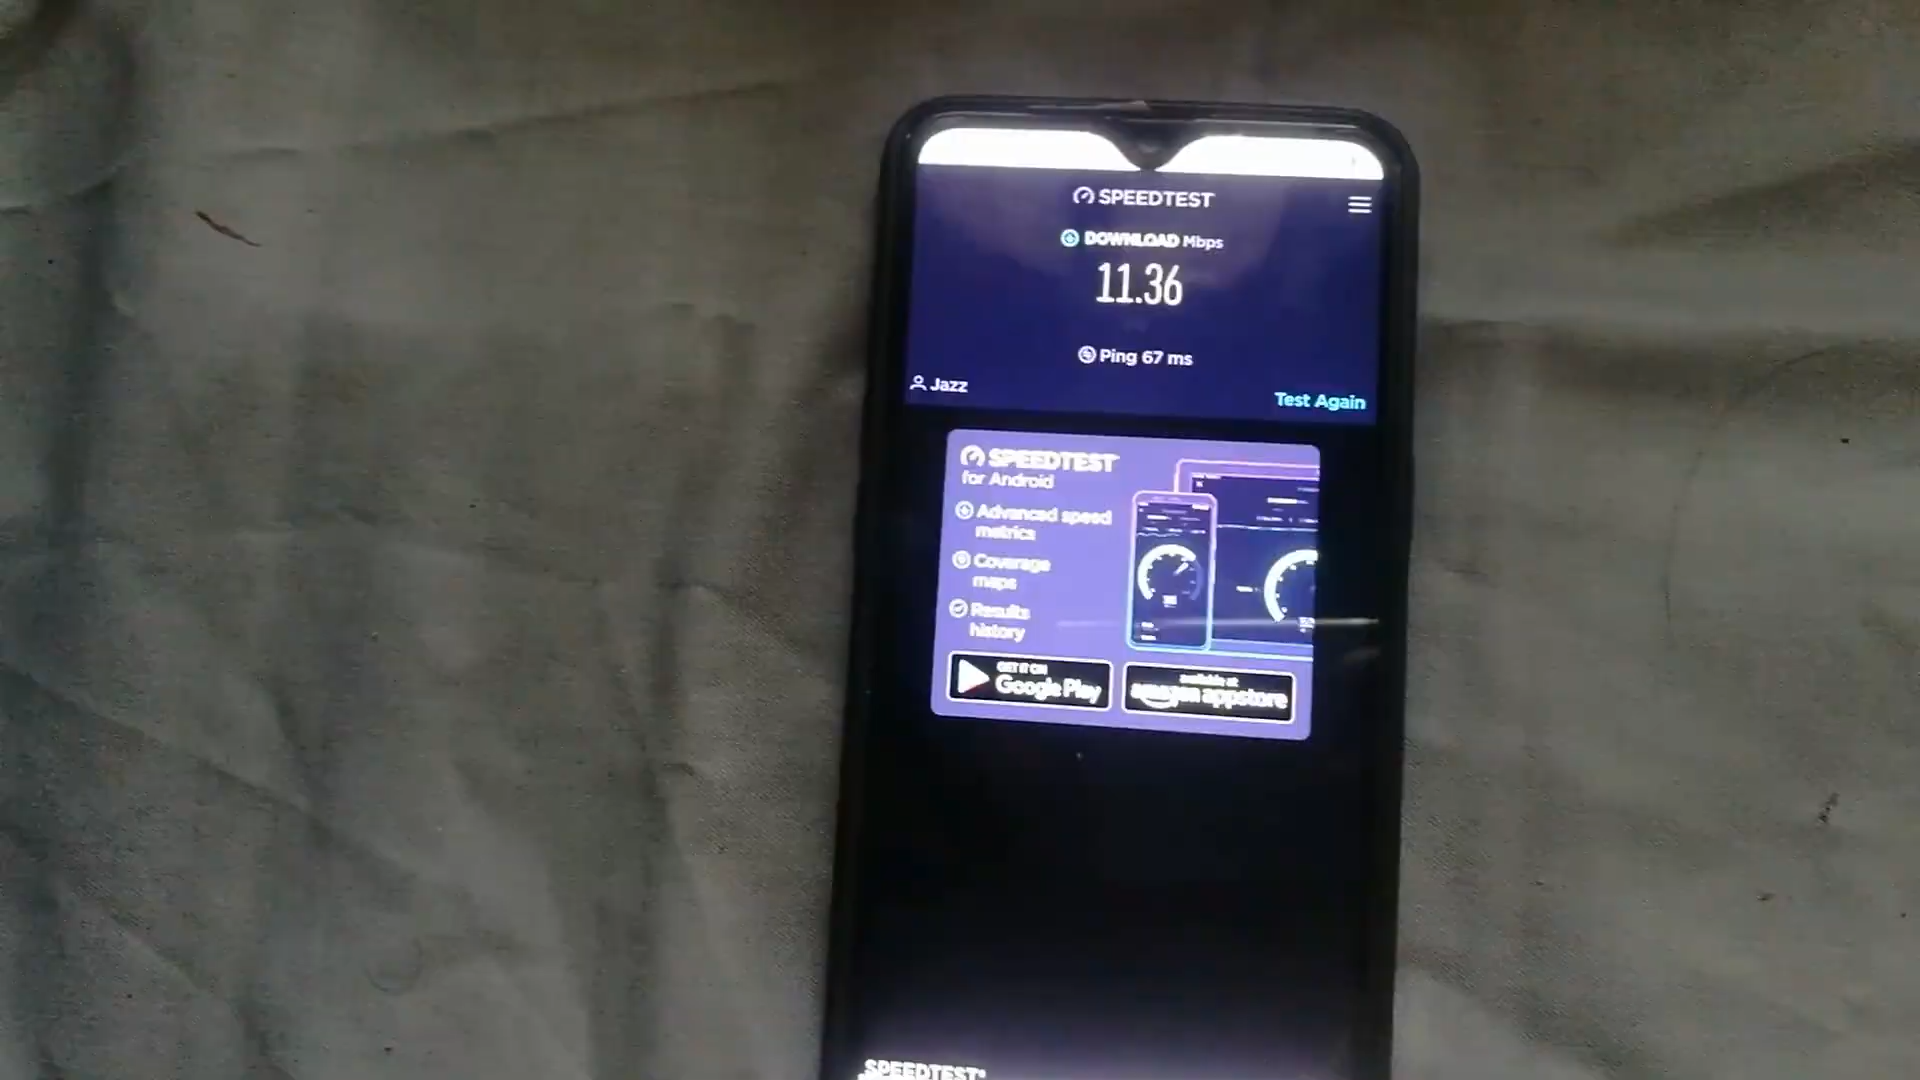 SPEEDTEST
DOWNLOAD Mbps
11.36
Ping 67 ms
Jazz
Test Again
SPEEDTEST
for Android
Advanced speed
metrics
Coverage
maps
Results
history
GET IT ON
Google Play
available at
amazon appstore
SPEEDTEST®